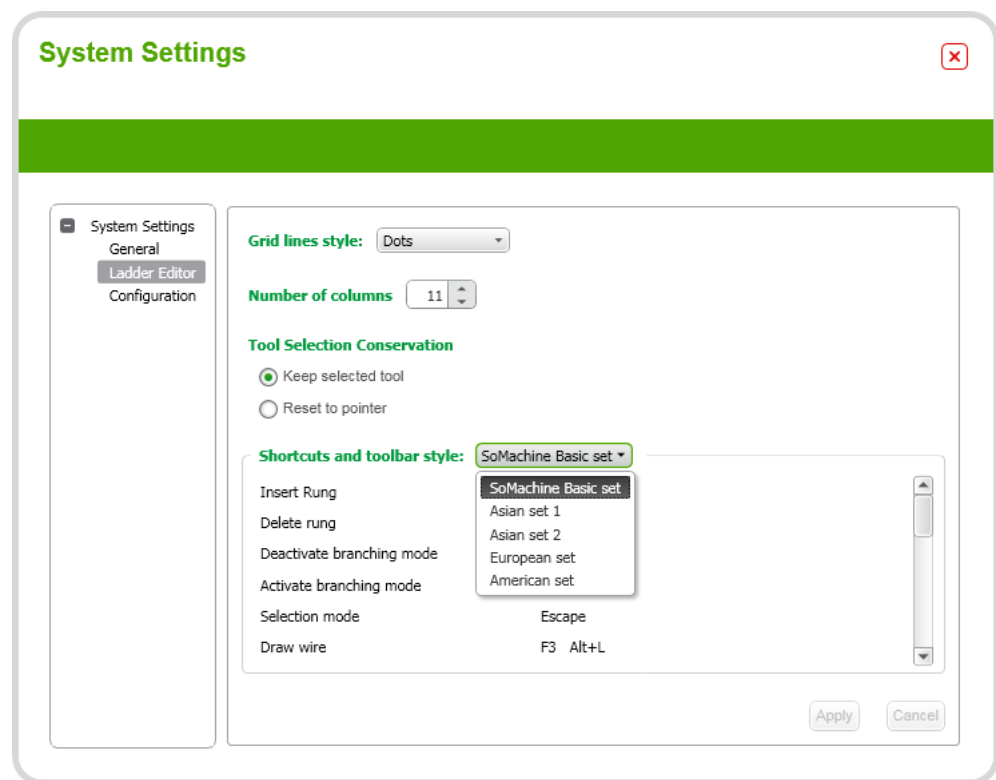 System Settings
System Settings
General
Ladder Editor
Configuration
Grid lines style: Dots
Number of columns 11
Tool Selection Conservation
Keep selected tool
Reset to pointer
Shortcuts and toolbar style: SoMachine Basic set
SoMachine Basic set
Asian set 1
Asian set 2
European set
American set
Insert Rung
Delete rung
Deactivate branching mode
Activate branching mode
Selection mode Escape
Draw wire F3 Alt+L
Apply Cancel